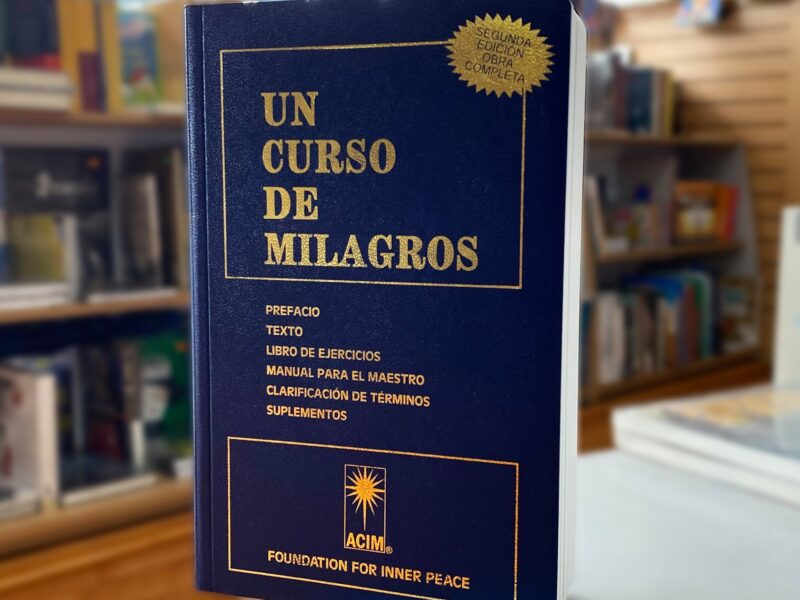 SEGUNDA
EDICIÓN
OBRA
COMPLETA
UN
CURSO
DE
MILAGROS
PREFACIO
TEXTO
LIBRO DE EJERCICIOS
MANUAL PARA EL MAESTRO
CLARIFICACIÓN DE TÉRMINOS
SUPLEMENTOS
ACIM®
FOUNDATION FOR INNER PEACE